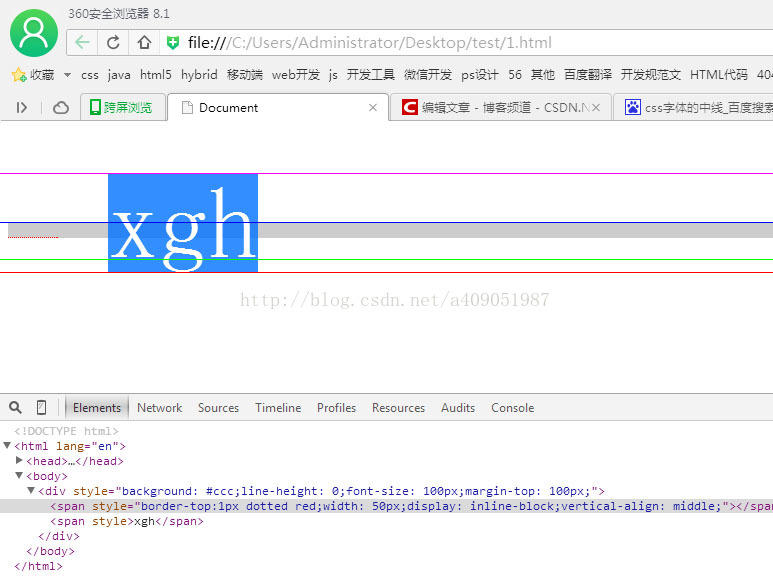 360安全浏览器 8.1
file:///C:/Users/Administrator/Desktop/test/1.html
收藏 css java html5 hybrid 移动端 web开发 js 开发工具 微信开发 ps设计 56 其他 百度翻译 开发规范文 HTML代码 404
跨屏浏览 Document 编辑文章 - 博客频道 - CSDN.N css字体的中线_百度搜索
xgh
http://blog.csdn.net/a409051987
Elements Network Sources Timeline Profiles Resources Audits Console
<!DOCTYPE html>
<html lang="en">
<head>…</head>
<body>
<div style="background: #ccc;line-height: 0;font-size: 100px;margin-top: 100px;">
<span style="border-top:1px dotted red;width: 50px;display: inline-block;vertical-align: middle;"></span
<span style>xgh</span>
</div>
</body>
</html>